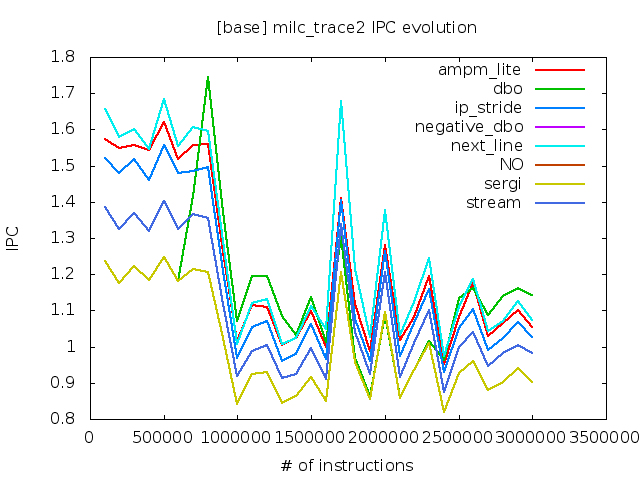 [base] milc_trace2 IPC evolution
1.8
1.7
1.6
1.5
1.4
1.3
1.2
1.1
1
0.9
0.8
IPC
ampm_lite
dbo
ip_stride
negative_dbo
next_line
NO
sergi
stream
0 500000 1000000 1500000 2000000 2500000 3000000 3500000
# of instructions